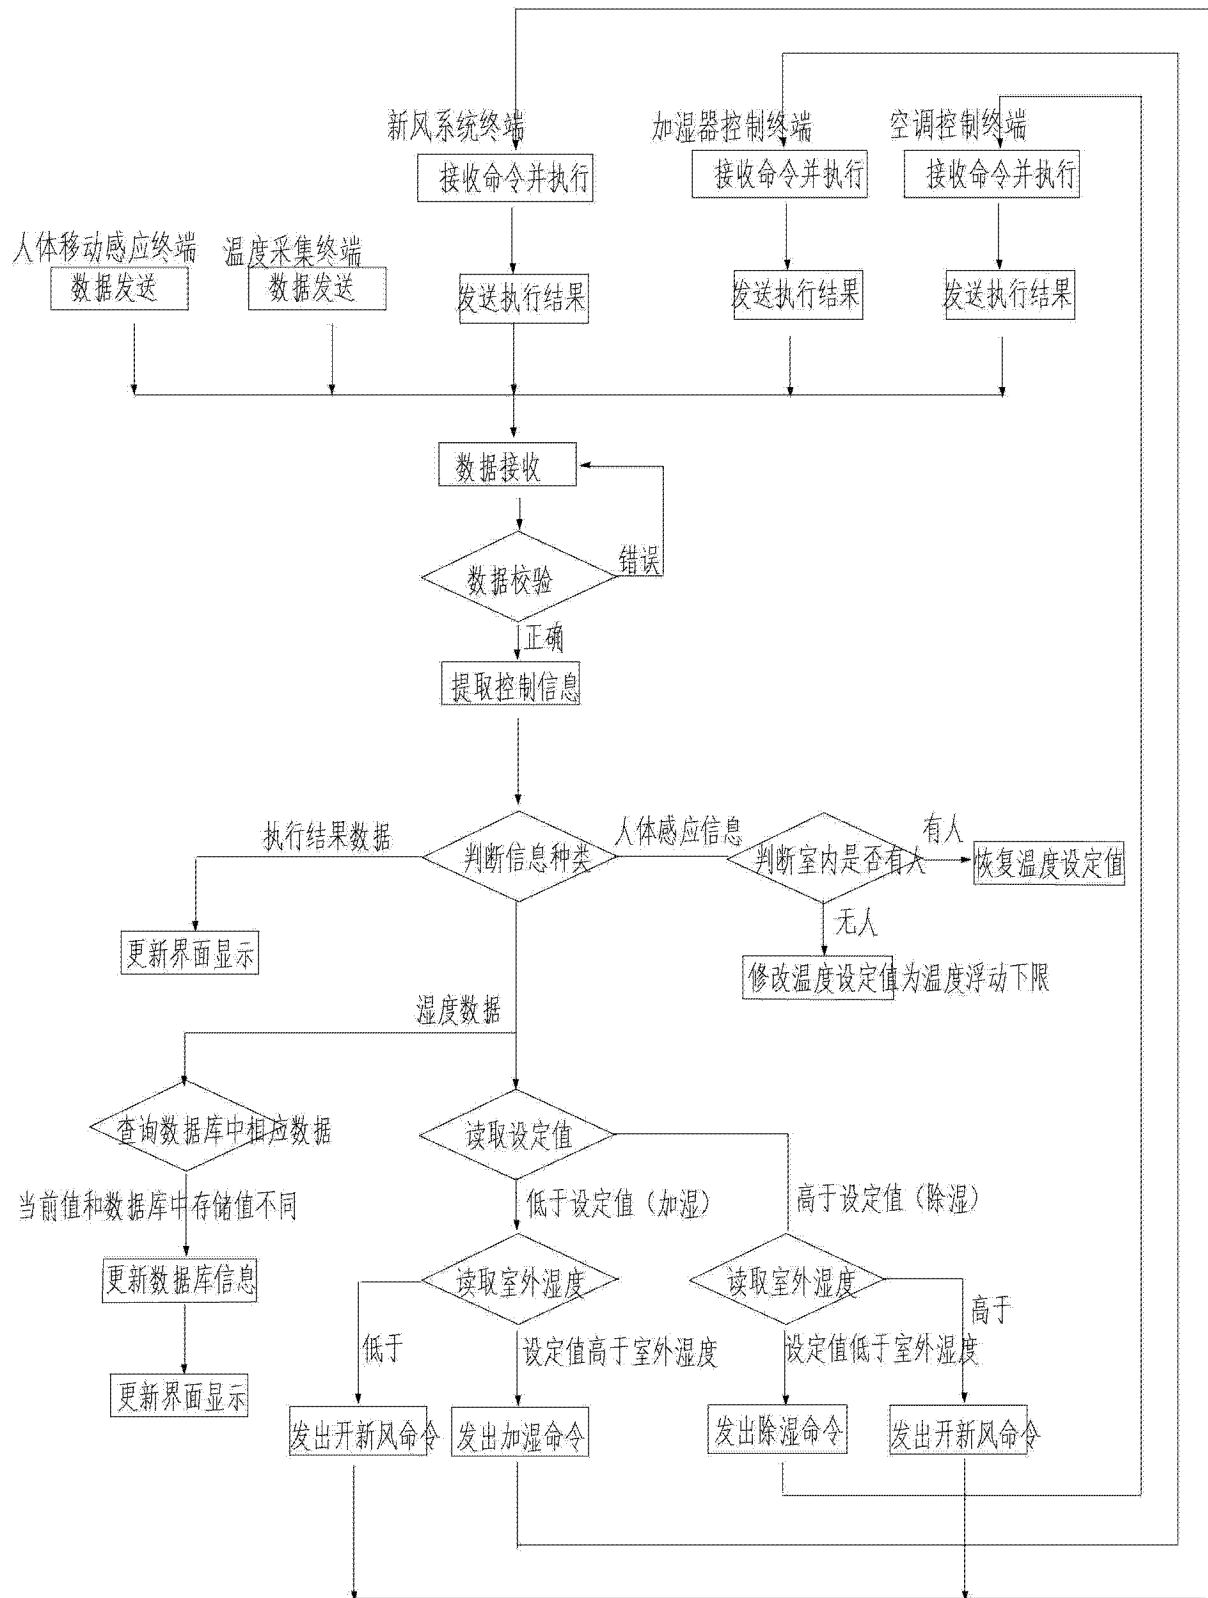 新风系统终端
加湿器控制终端
空调控制终端
接收命令并执行
接收命令并执行
接收命令并执行
人体移动感应终端
温度采集终端
数据发送
数据发送
发送执行结果
发送执行结果
发送执行结果
数据接收
错误
数据校验
正确
提取控制信息
执行结果数据
人体感应信息
有人
判断信息种类
判断室内是否有人
恢复温度设定值
无人
更新界面显示
修改温度设定值为温度浮动下限
湿度数据
查询数据库中相应数据
读取设定值
当前值和数据库中存储值不同
低于设定值（加湿）
高于设定值（除湿）
更新数据库信息
读取室外湿度
读取室外湿度
高于
低于
设定值高于室外湿度
设定值低于室外湿度
更新界面显示
发出开新风命令
发出加湿命令
发出除湿命令
发出开新风命令